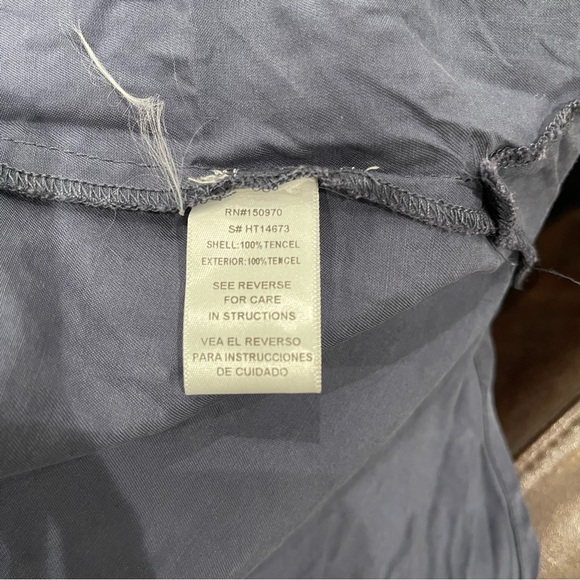 RN#150970
S# HT14673
SHELL:100%TENCEL
EXTERIOR:100%TEMCEL
SEE REVERSE
FOR CARE
IN STRUCTIONS
VEA EL REVERSO
PARA INSTRUCCIONES
DE CUIDADO